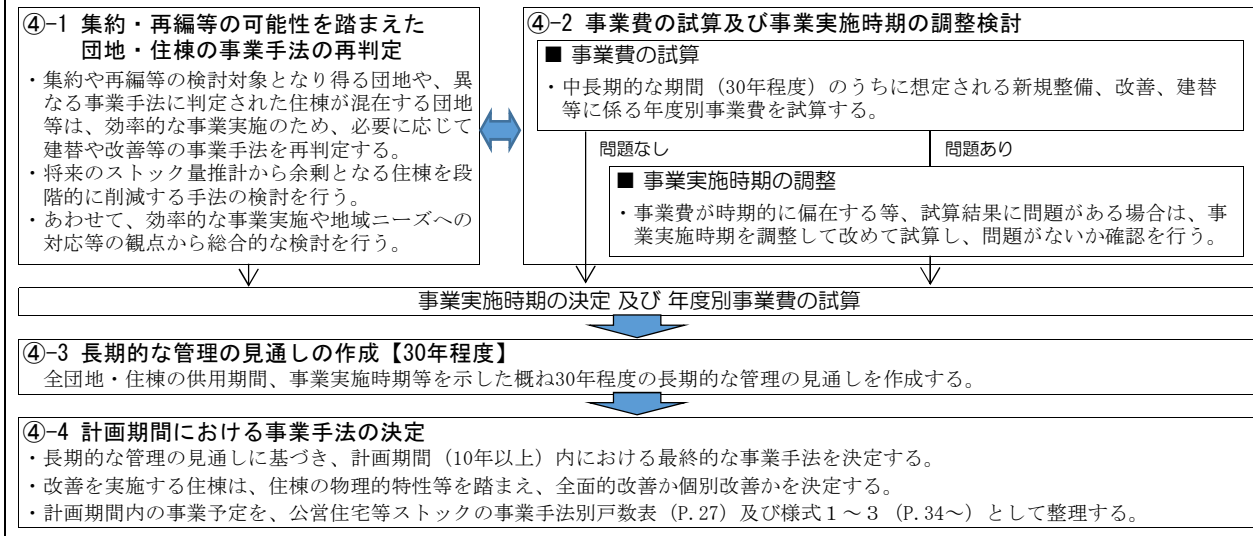 ④-1 集約・再編等の可能性を踏まえた
団地・住棟の事業手法の再判定
・集約や再編等の検討対象となり得る団地や、異
なる事業手法に判定された住棟が混在する団地
等は、効率的な事業実施のため、必要に応じて
建替や改善等の事業手法を再判定する。
・将来のストック量推計から余剰となる住棟を段
階的に削減する手法の検討を行う。
・あわせて、効率的な事業実施や地域ニーズへの
対応等の観点から総合的な検討を行う。
④-2 事業費の試算及び事業実施時期の調整検討
■ 事業費の試算
・中長期的な期間（30年程度）のうちに想定される新規整備、改善、建替
等に係る年度別事業費を試算する。
問題なし
問題あり
■ 事業実施時期の調整
・事業費が時期的に偏在する等、試算結果に問題がある場合は、事
業実施時期を調整して改めて試算し、問題がないか確認を行う。
事業実施時期の決定 及び 年度別事業費の試算
④-3 長期的な管理の見通しの作成【30年程度】
全団地・住棟の供用期間、事業実施時期等を示した概ね30年程度の長期的な管理の見通しを作成する。
④-4 計画期間における事業手法の決定
・長期的な管理の見通しに基づき、計画期間（10年以上）内における最終的な事業手法を決定する。
・改善を実施する住棟は、住棟の物理的特性等を踏まえ、全面的改善か個別改善かを決定する。
・計画期間内の事業予定を、公営住宅等ストックの事業手法別戸数表（P.27）及び様式１～３（P.34～）として整理する。